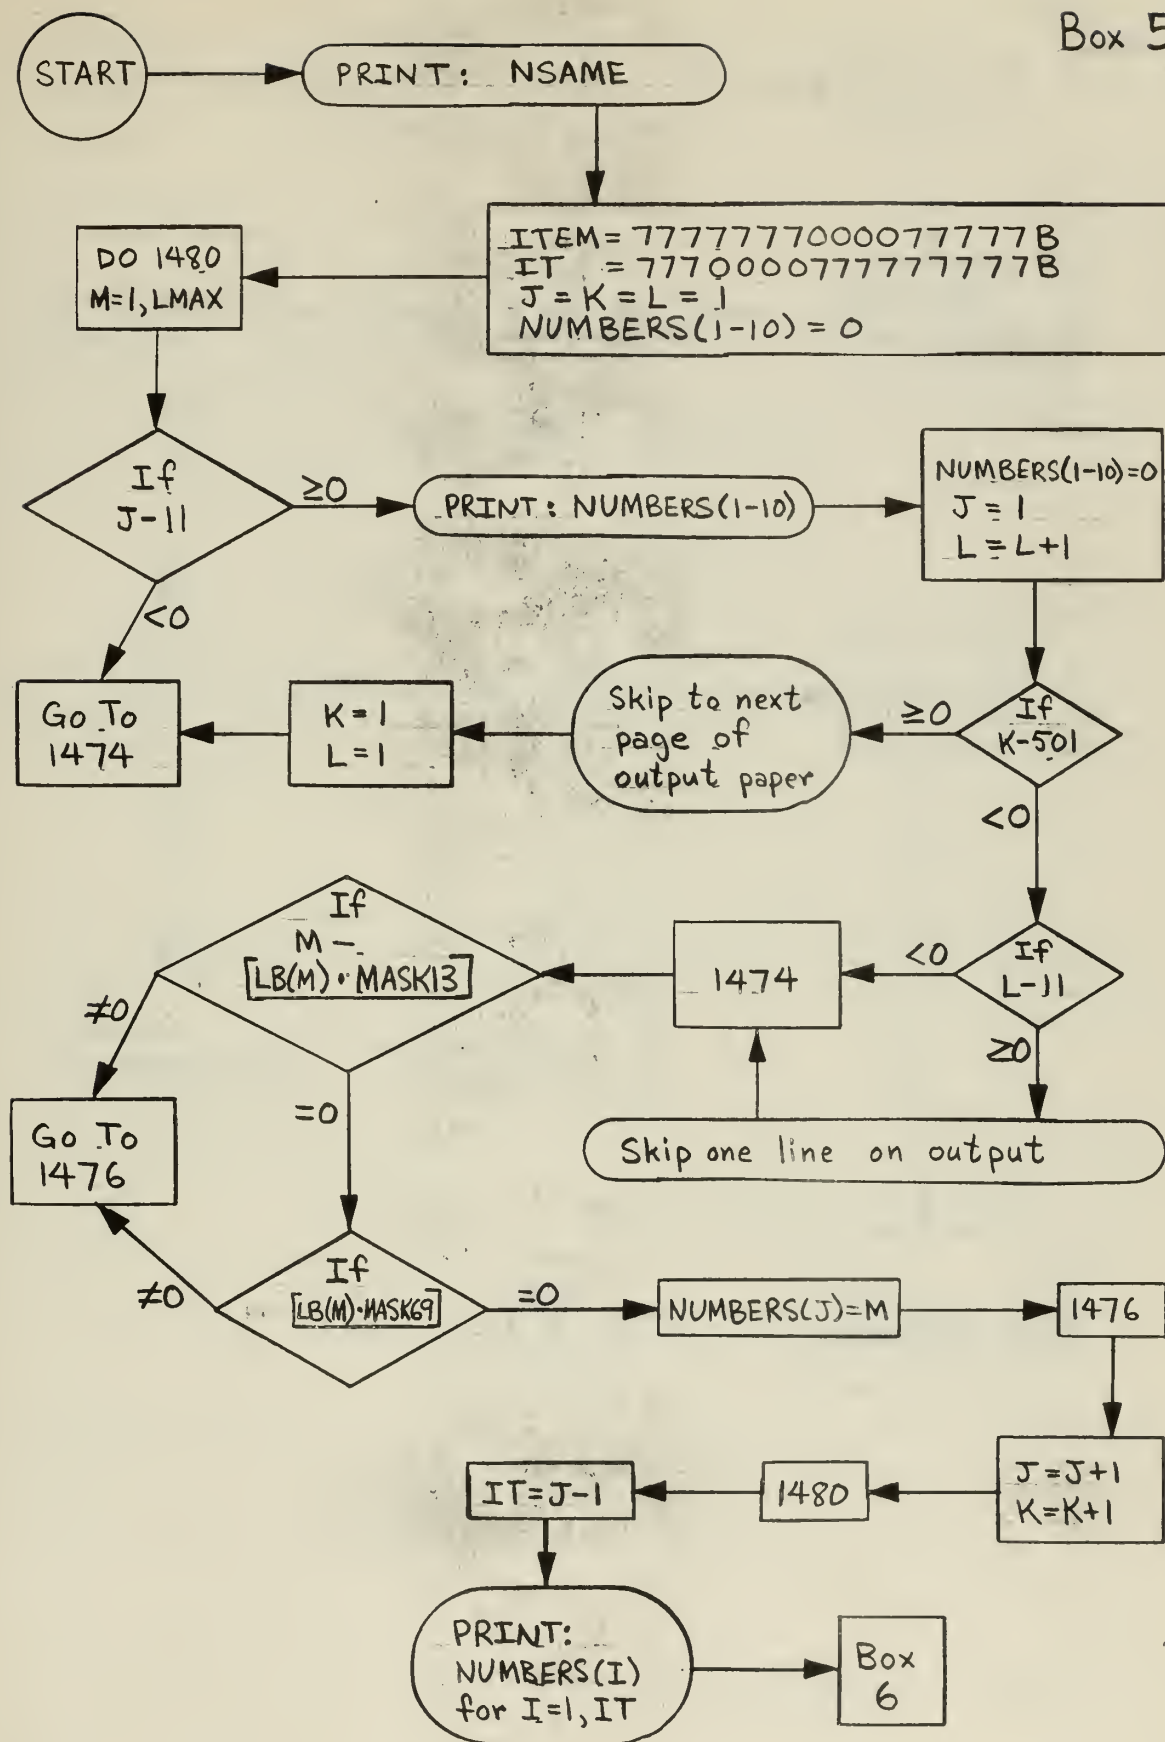 Box 5
START
PRINT: NSAME
ITEM = 7777777000077777B
IT = 7770000777777777B
J = K = L = 1
NUMBERS(1-10) = 0
DO 1480
M=1, LMAX
If
J-11
≥0
<0
PRINT: NUMBERS(1-10)
NUMBERS(1-10)=0
J = 1
L = L+1
If
K-501
≥0
<0
Skip to next
page of
output paper
K=1
L=1
Go To
1474
If
L-11
<0
≥0
Skip one line on output
1474
If
M -
[LB(M) • MASK13]
≠0
=0
Go To
1476
If
[LB(M)•MASK69]
≠0
=0
NUMBERS(J)=M
1476
J=J+1
K=K+1
1480
IT=J-1
PRINT:
NUMBERS(I)
for I=1, IT
Box
6